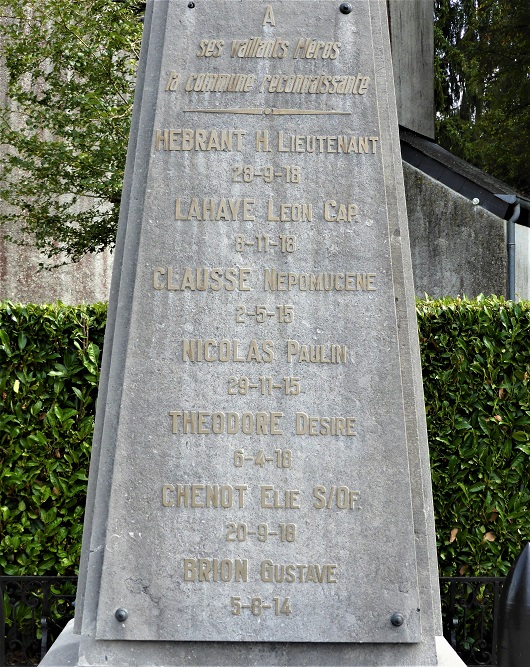 A
ses vaillants Héros
la commune reconnaissante
HEBRANT H. LIEUTENANT
28-9-18
LAHAYE LEON CAP.
8-11-18
CLAUSSE NEPOMUCENE
2-5-15
NICOLAS PAULIN
29-11-15
THEODORE DESIRE
6-4-18
CHENOT ELIE S/OF.
20-9-18
BRION GUSTAVE
5-8-14